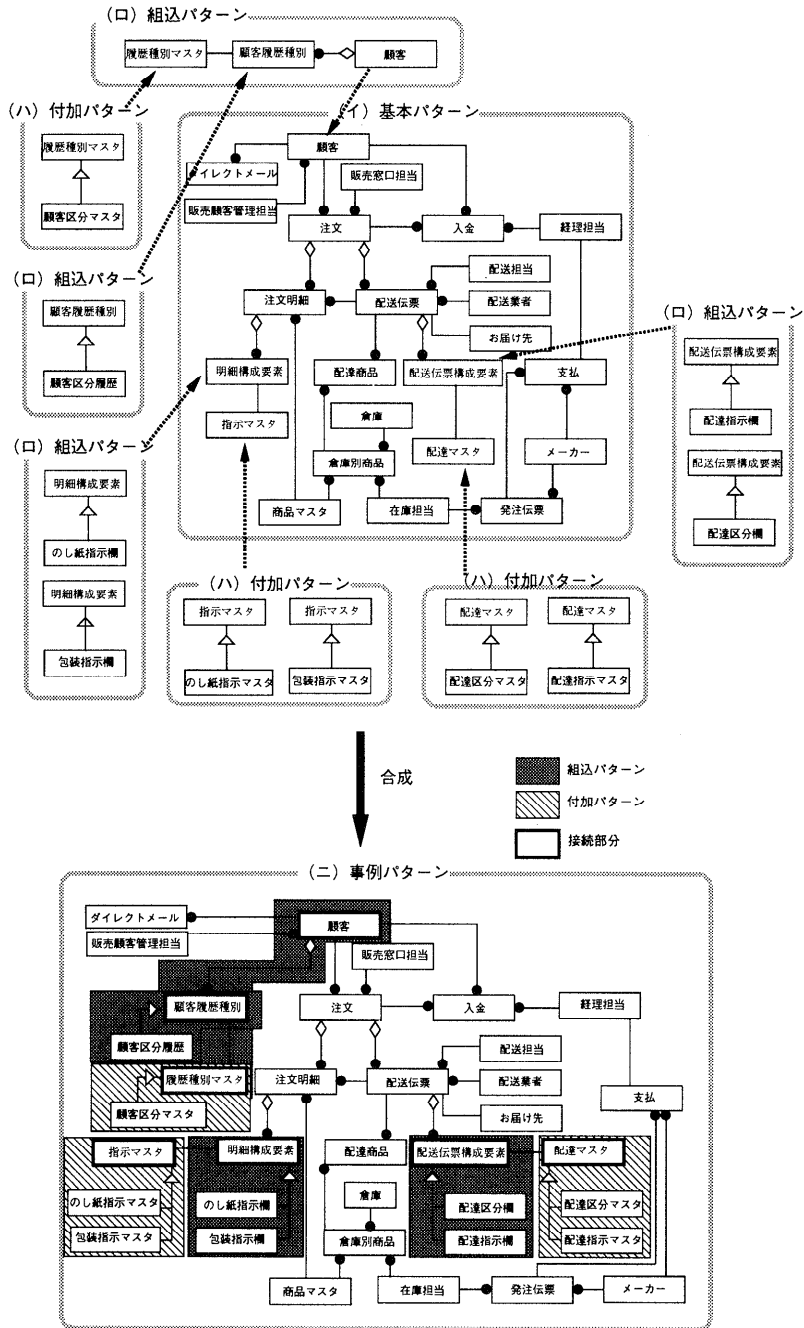 (ロ) 組込パターン
履歴種別マスタ
顧客履歴種別
顧客
(ハ) 付加パターン
履歴種別マスタ
顧客区分マスタ
(イ) 基本パターン
顧客
ダイレクトメール
販売窓口担当
販売顧客管理担当
注文
入金
経理担当
(ロ) 組込パターン
顧客履歴種別
顧客区分履歴
配送担当
注文明細
配送伝票
配送業者
お届け先
(ロ) 組込パターン
配送伝票構成要素
配達指示欄
配送伝票構成要素
配達区分欄
明細構成要素
配達商品
配送伝票構成要素
支払
指示マスタ
倉庫
配達マスタ
メーカー
倉庫別商品
商品マスタ
在庫担当
発注伝票
(ロ) 組込パターン
明細構成要素
のし紙指示欄
明細構成要素
包装指示欄
(ハ) 付加パターン
指示マスタ
指示マスタ
のし紙指示マスタ
包装指示マスタ
(ハ) 付加パターン
配達マスタ
配達マスタ
配達区分マスタ
配達指示マスタ
合成
組込パターン
付加パターン
接続部分
(ニ) 事例パターン
ダイレクトメール
顧客
販売顧客管理担当
販売窓口担当
顧客履歴種別
注文
入金
経理担当
顧客区分履歴
配送担当
履歴種別マスタ
注文明細
配送伝票
配送業者
顧客区分マスタ
お届け先
支払
指示マスタ
明細構成要素
配達商品
配送伝票構成要素
配達マスタ
のし紙指示マスタ
のし紙指示欄
倉庫
配達区分欄
配達区分マスタ
包装指示マスタ
包装指示欄
倉庫別商品
配達指示欄
配達指示マスタ
商品マスタ
在庫担当
発注伝票
メーカー